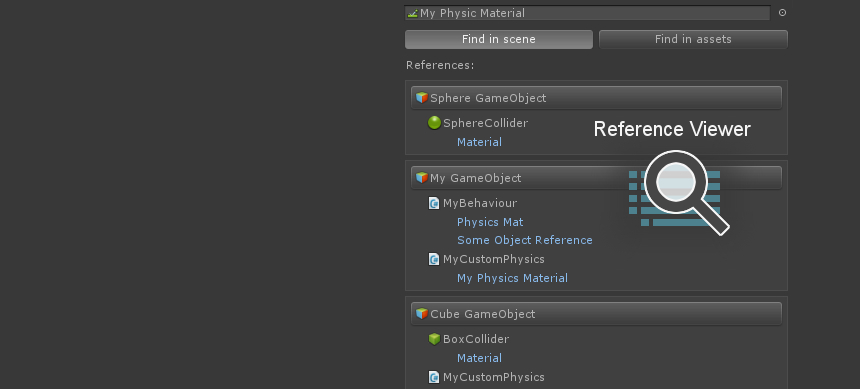 My Physic Material
Find in scene
Find in assets
References:
Sphere GameObject
SphereCollider
Material
Reference Viewer
My GameObject
MyBehaviour
Physics Mat
Some Object Reference
MyCustomPhysics
My Physics Material
Cube GameObject
BoxCollider
Material
MyCustomPhysics